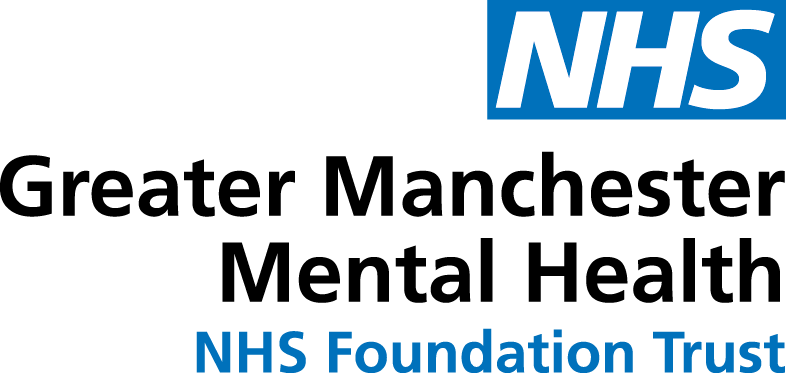 NHS
Greater Manchester
Mental Health
NHS Foundation Trust